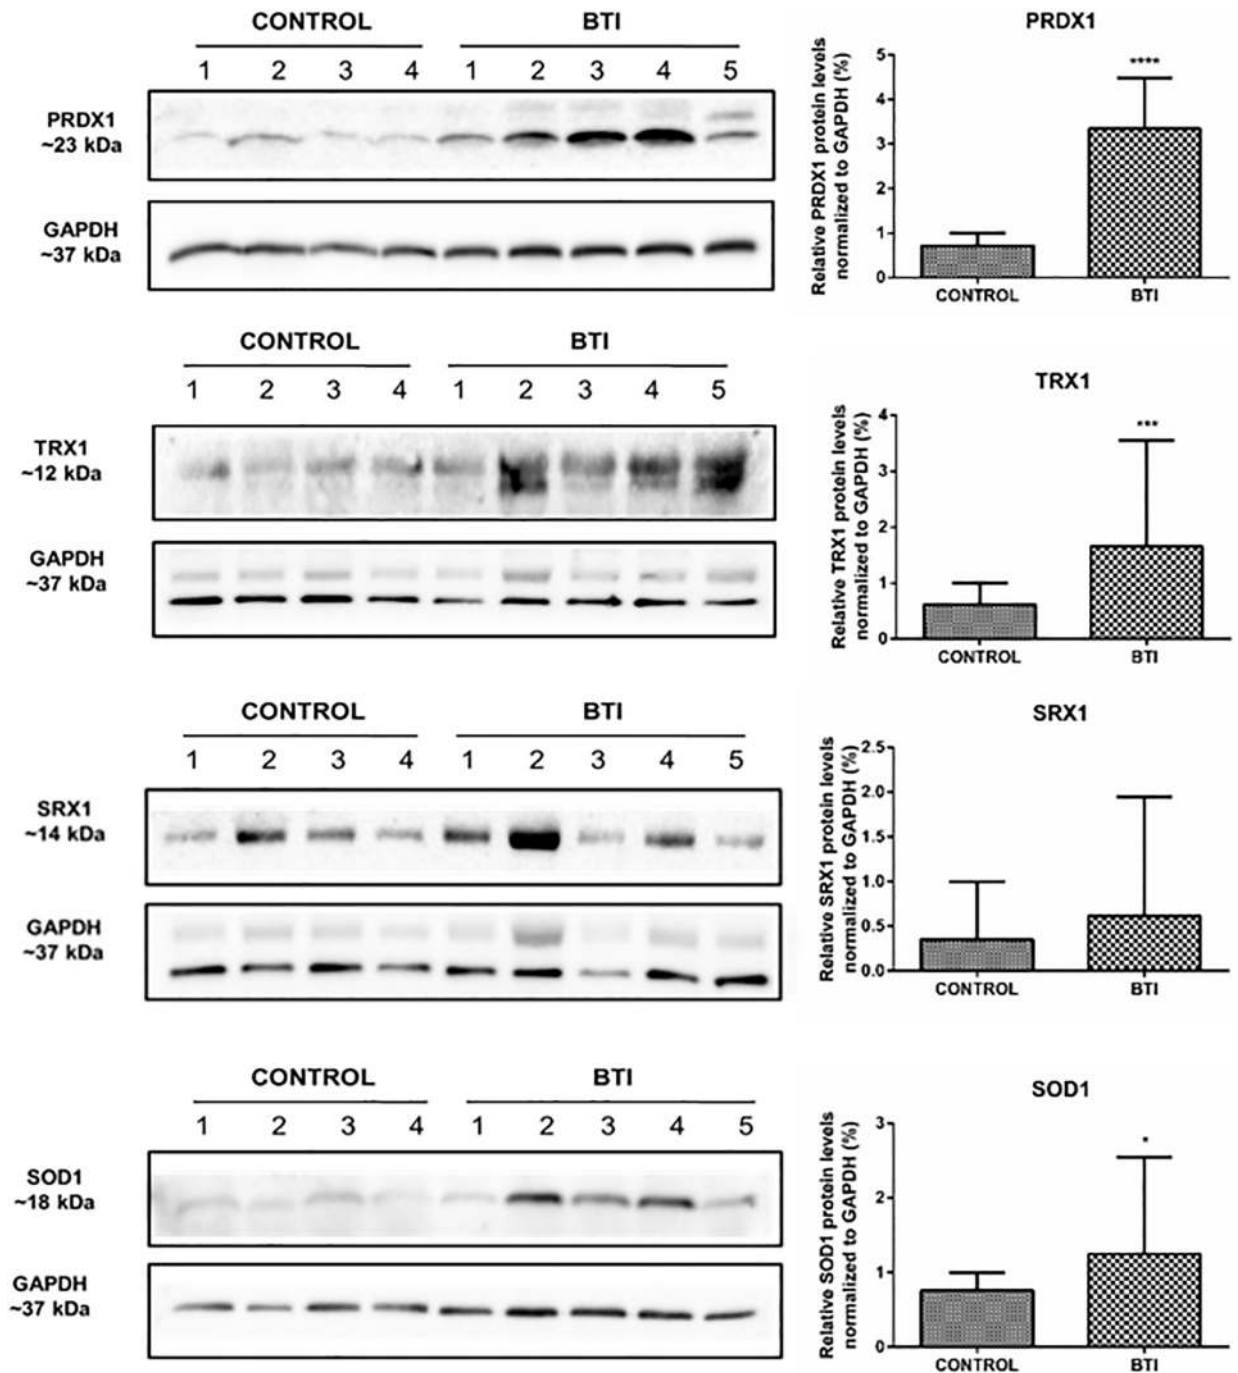 CONTROL BTI
1 2 3 4 1 2 3 4 5
PRDX1
~23 kDa
GAPDH
~37 kDa
PRDX1
Relative PRDX1 protein levels
normalized to GAPDH (%)
5
4
3
2
1
0
****
CONTROL BTI
CONTROL BTI
1 2 3 4 1 2 3 4 5
TRX1
~12 kDa
GAPDH
~37 kDa
TRX1
Relative TRX1 protein levels
normalized to GAPDH (%)
4
3
2
1
0
***
CONTROL BTI
CONTROL BTI
1 2 3 4 1 2 3 4 5
SRX1
~14 kDa
GAPDH
~37 kDa
SRX1
Relative SRX1 protein levels
normalized to GAPDH (%)
2.5
2.0
1.5
1.0
0.5
0.0
CONTROL BTI
CONTROL BTI
1 2 3 4 1 2 3 4 5
SOD1
~18 kDa
GAPDH
~37 kDa
SOD1
Relative SOD1 protein levels
normalized to GAPDH (%)
3
2
1
0
*
CONTROL BTI